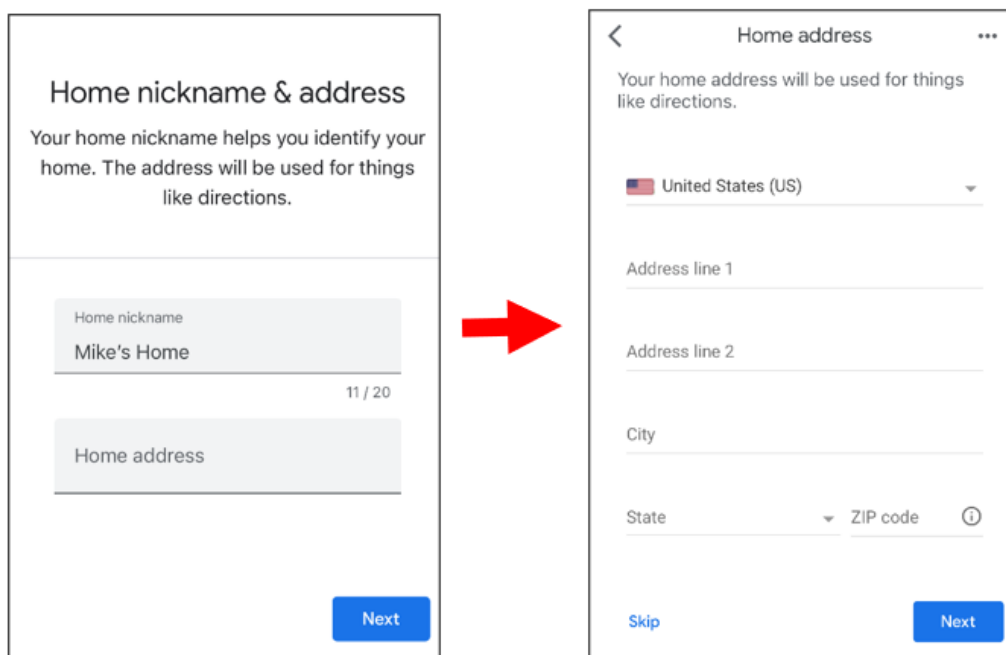 Home nickname & address
Your home nickname helps you identify your
home. The address will be used for things
like directions.
Home nickname
Mike's Home
11 / 20
Home address
Next
Home address
Your home address will be used for things
like directions.
United States (US)
Address line 1
Address line 2
City
State
ZIP code
Skip
Next